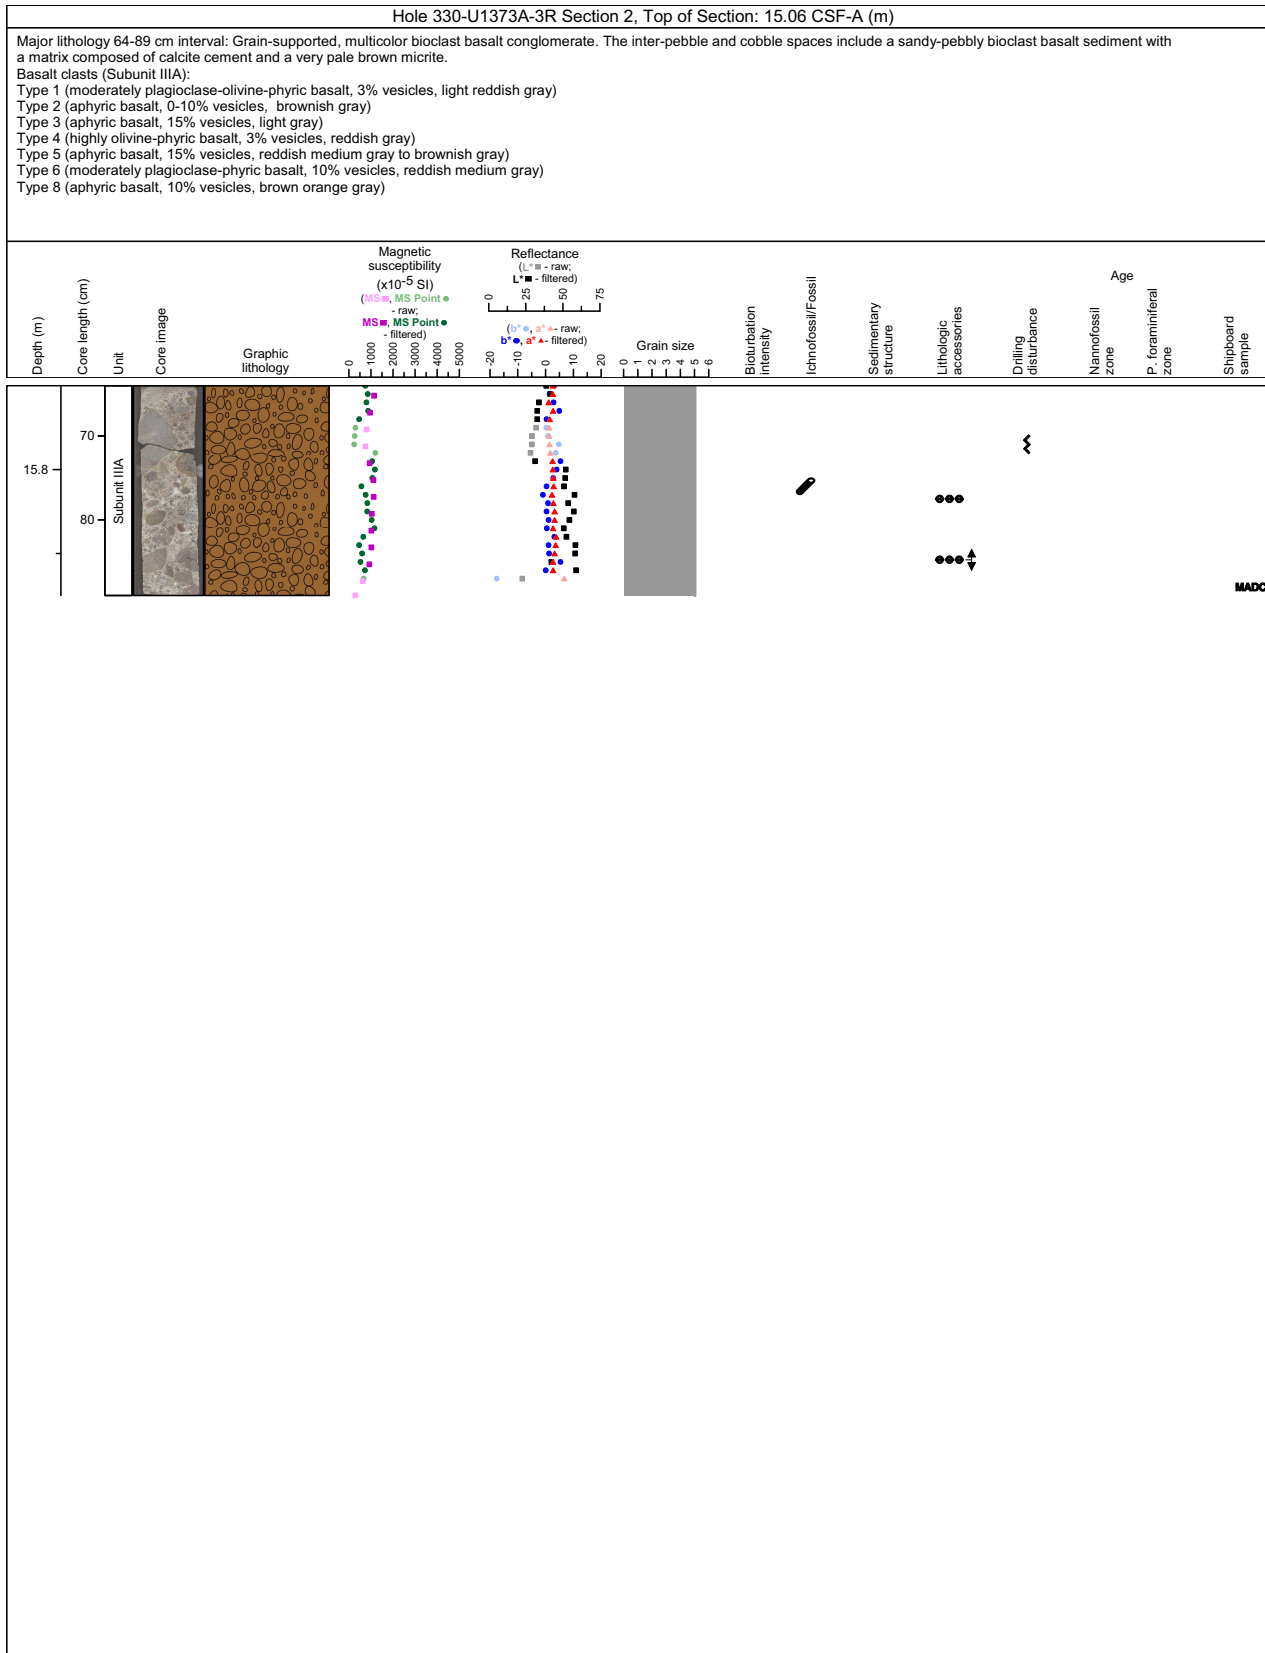 Hole 330-U1373A-3R Section 2, Top of Section: 15.06 CSF-A (m)
Major lithology 64-89 cm interval: Grain-supported, multicolor bioclast basalt conglomerate. The inter-pebble and cobble spaces include a sandy-pebbly bioclast basalt sediment with
a matrix composed of calcite cement and a very pale brown micrite.
Basalt clasts (Subunit IIIA):
Type 1 (moderately plagioclase-olivine-phyric basalt, 3% vesicles, light reddish gray)
Type 2 (aphyric basalt, 0-10% vesicles, brownish gray)
Type 3 (aphyric basalt, 15% vesicles, light gray)
Type 4 (highly olivine-phyric basalt, 3% vesicles, reddish gray)
Type 5 (aphyric basalt, 15% vesicles, reddish medium gray to brownish gray)
Type 6 (moderately plagioclase-phyric basalt, 10% vesicles, reddish medium gray)
Type 8 (aphyric basalt, 10% vesicles, brown orange gray)
Depth (m)
Core length (cm)
Unit
Core image
Graphic
lithology
Magnetic
susceptibility
(x10-5 SI)
(MS■, MS Point●
- raw;
MS■, MS Point●
- filtered)
0 1000 2000 3000 4000 5000
Reflectance
(L*■ - raw;
L*■ - filtered)
0 25 50 75
(b*●, a*▲- raw;
b*●, a*▲- filtered)
-20 -10 0 10 20
Grain size
0 1 2 3 4 5 6
Bioturbation
intensity
Ichnofossil/Fossil
Sedimentary
structure
Lithologic
accessories
Drilling
disturbance
Age
Nannofossil
zone
P. foraminiferal
zone
Shipboard
sample
70
15.8
80
Subunit IIIA
MADC